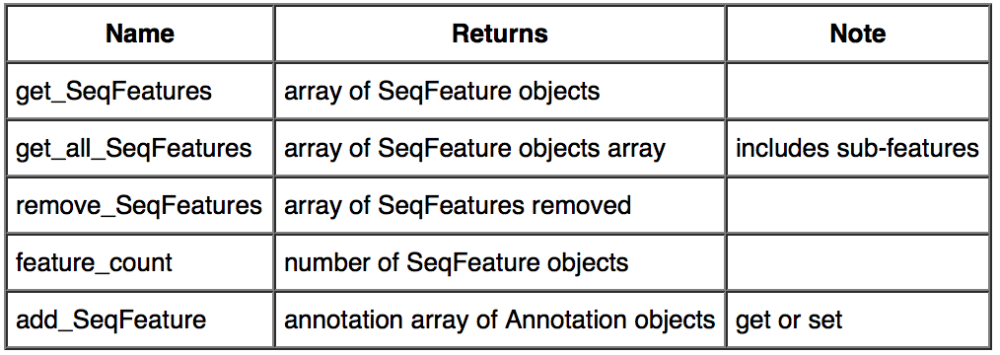 Name Returns Note
get_SeqFeatures array of SeqFeature objects
get_all_SeqFeatures array of SeqFeature objects array includes sub-features
remove_SeqFeatures array of SeqFeatures removed
feature_count number of SeqFeature objects
add_SeqFeature annotation array of Annotation objects get or set